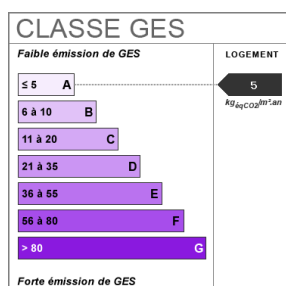 CLASSE GES
Faible émission de GES
LOGEMENT
≤ 5 A
5
kgéqCO2/m².an
6 à 10 B
11 à 20 C
21 à 35 D
36 à 55 E
56 à 80 F
> 80 G
Forte émission de GES